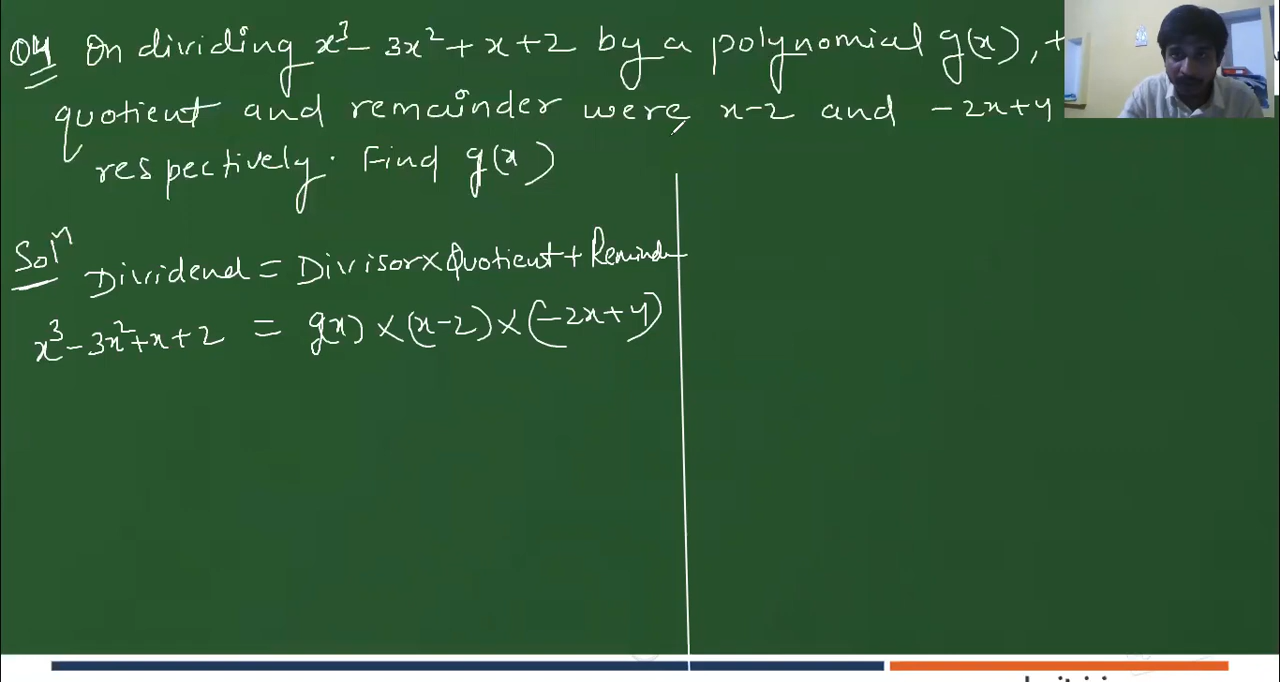 Q4 On dividing x³ - 3x² + x + 2 by a polynomial g(x), t
quotient and remainder were, x-2 and -2x+4
respectively. Find g(x)
Solⁿ Dividend = Divisor × Quotient + Reminder
x³ - 3x² + x + 2 = g(x) × (x-2) × (-2x+4)